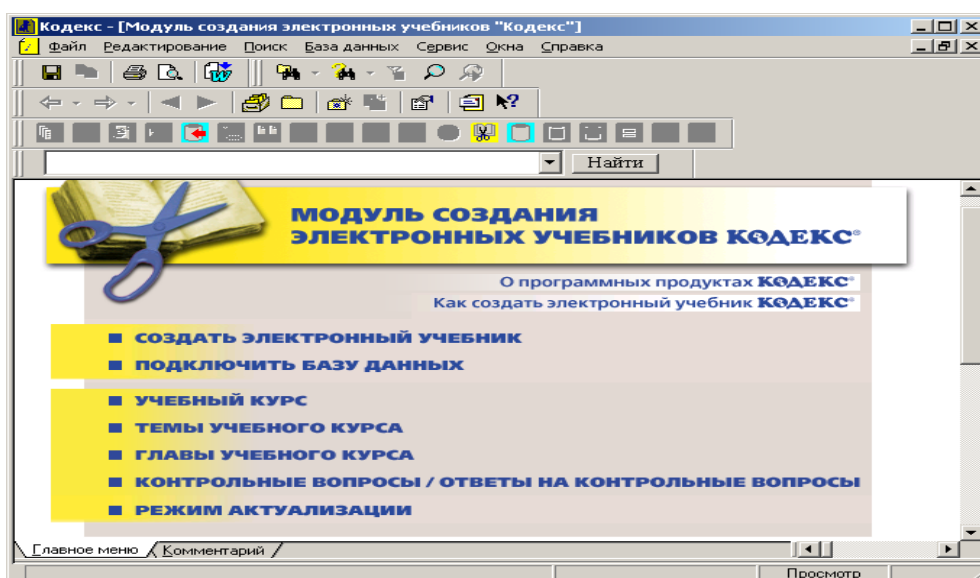 Кодекс - [Модуль создания электронных учебников "Кодекс"]
Файл Редактирование Поиск База данных Сервис Окна Справка
Найти
МОДУЛЬ СОЗДАНИЯ
ЭЛЕКТРОННЫХ УЧЕБНИКОВ КОДЕКС®
О программных продуктах КОДЕКС®
Как создать электронный учебник КОДЕКС®
СОЗДАТЬ ЭЛЕКТРОННЫЙ УЧЕБНИК
ПОДКЛЮЧИТЬ БАЗУ ДАННЫХ
УЧЕБНЫЙ КУРС
ТЕМЫ УЧЕБНОГО КУРСА
ГЛАВЫ УЧЕБНОГО КУРСА
КОНТРОЛЬНЫЕ ВОПРОСЫ / ОТВЕТЫ НА КОНТРОЛЬНЫЕ ВОПРОСЫ
РЕЖИМ АКТУАЛИЗАЦИИ
Главное меню Комментарий
Просмотр